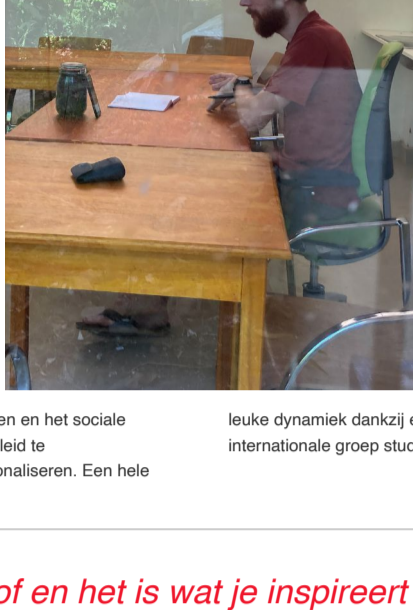 en en het sociale
leid te
onaliseren. Een hele
leuke dynamiek dankzij e
internationale groep stud
of en het is wat je inspireert